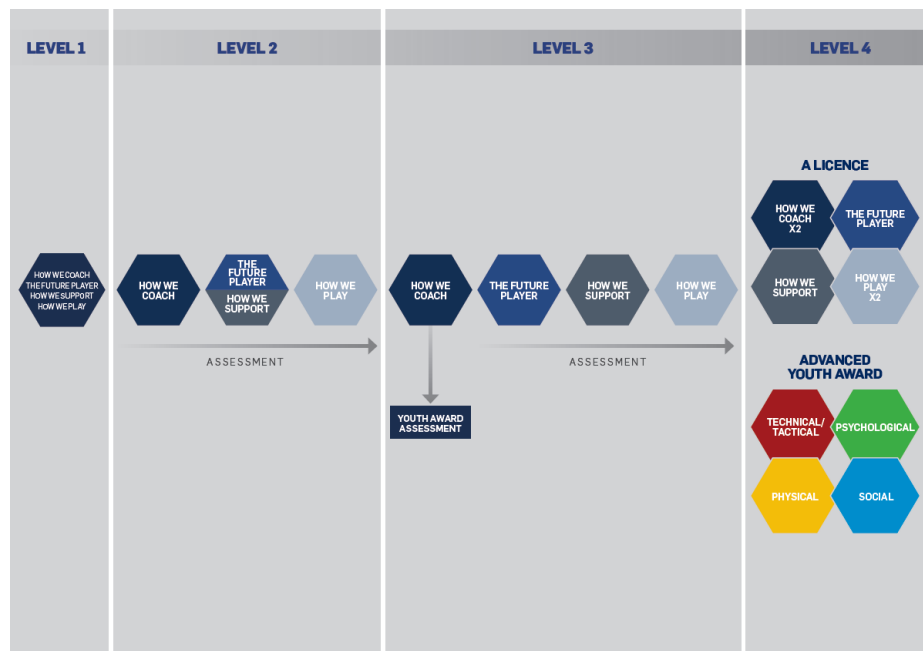 LEVEL 1
LEVEL 2
LEVEL 3
LEVEL 4
HOW WE COACH
THE FUTURE PLAYER
HOW WE SUPPORT
HOW WE PLAY
HOW WE
COACH
THE
FUTURE
PLAYER
HOW WE
SUPPORT
HOW WE
PLAY
ASSESSMENT
HOW WE
COACH
THE FUTURE
PLAYER
HOW WE
SUPPORT
HOW WE
PLAY
ASSESSMENT
YOUTH AWARD
ASSESSMENT
A LICENCE
HOW WE
COACH
X2
THE FUTURE
PLAYER
HOW WE
SUPPORT
HOW WE
PLAY
X2
ADVANCED
YOUTH AWARD
TECHNICAL/
TACTICAL
PSYCHOLOGICAL
PHYSICAL
SOCIAL